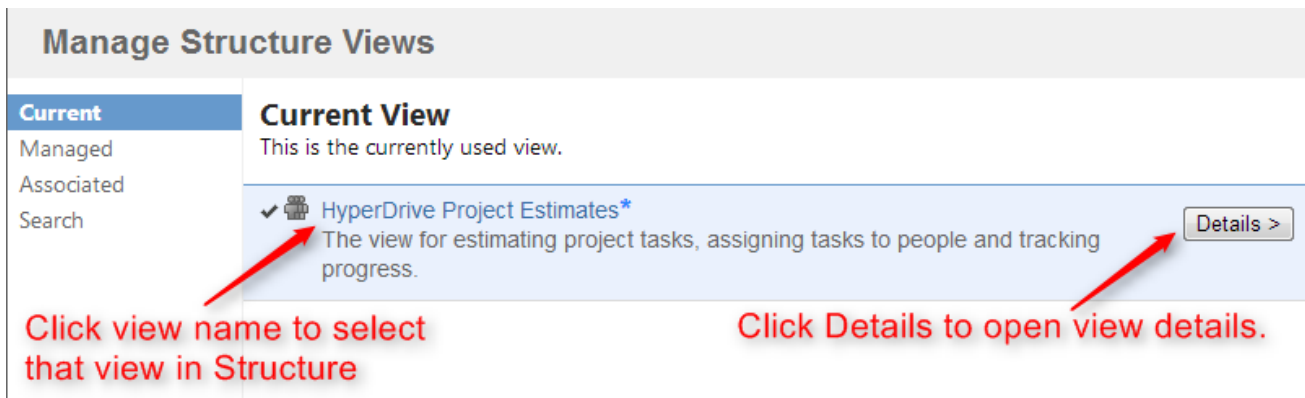 Manage Structure Views
Current
Managed
Associated
Search
Current View
This is the currently used view.
HyperDrive Project Estimates*
The view for estimating project tasks, assigning tasks to people and tracking
progress.
Details >
Click view name to select
that view in Structure
Click Details to open view details.